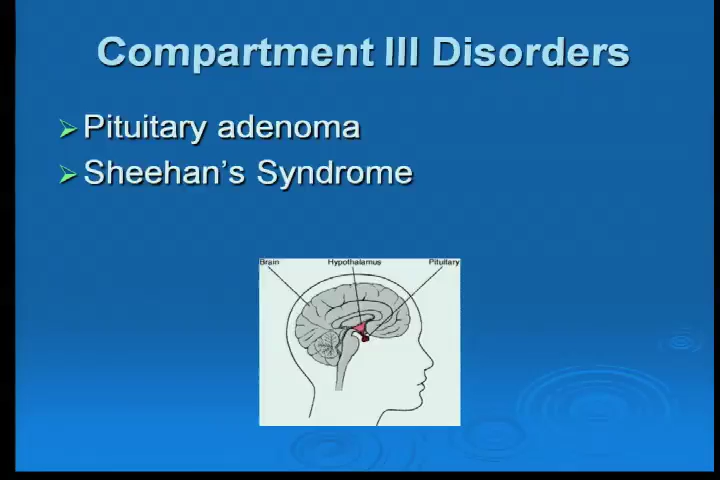 Compartment III Disorders
Pituitary adenoma
Sheehan's Syndrome
Brain Hypothalamus Pituitary